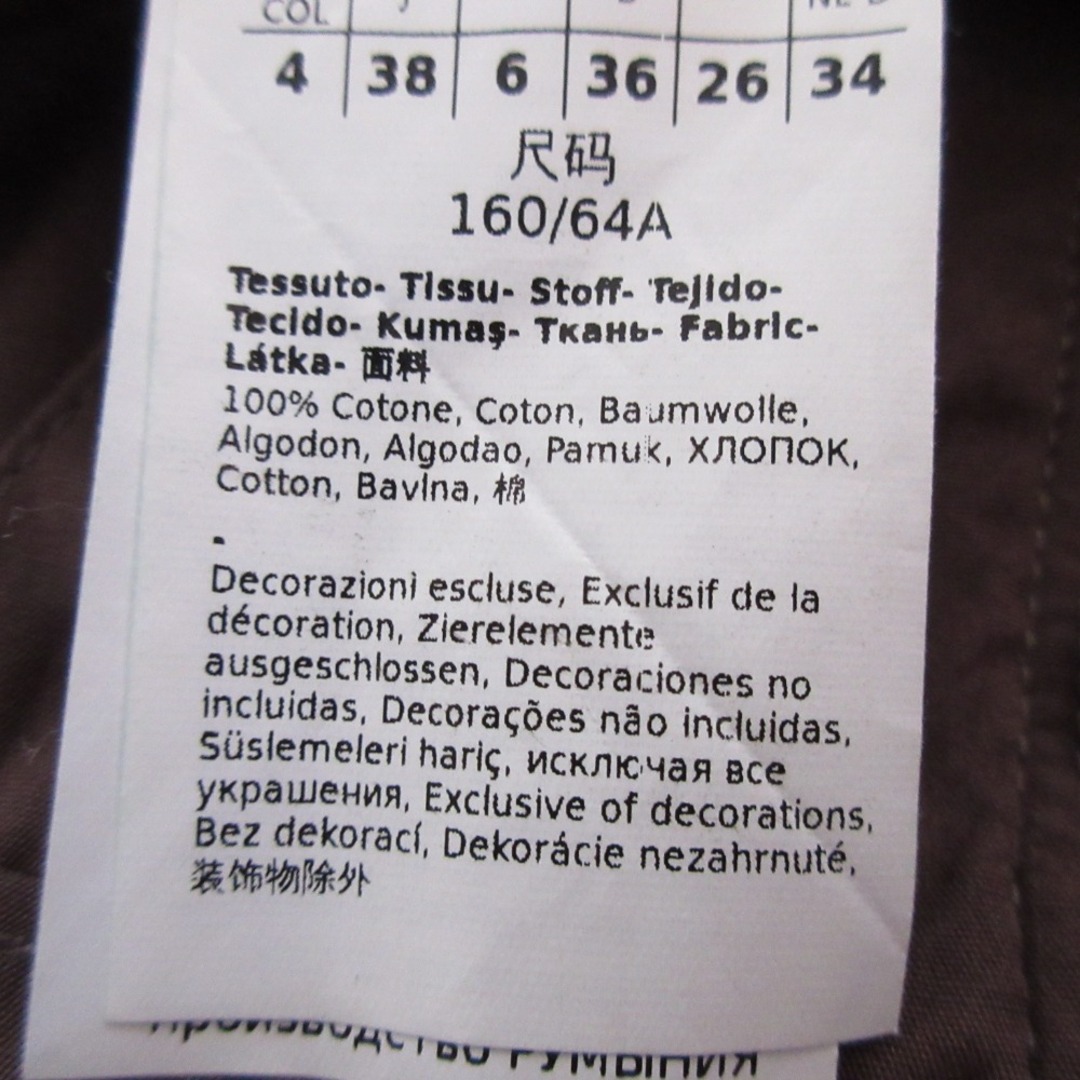 COL
4 38 6 36 26 34
尺码
160/64A
Tessuto- Tissu- Stoff- Tejido-
Tecido- Kumaş- Ткань- Fabric-
Látka- 面料
100% Cotone, Coton, Baumwolle,
Algodon, Algodao, Pamuk, ХЛОПОК,
Cotton, Bavlna, 棉
-
Decorazioni escluse, Exclusif de la
décoration, Zierelemente
ausgeschlossen, Decoraciones no
incluidas, Decorações não incluidas,
Süslemeleri hariç, исключая все
украшения, Exclusive of decorations,
Bez dekorací, Dekorácie nezahrnuté,
装饰物除外
Производство РУМЫНИЯ